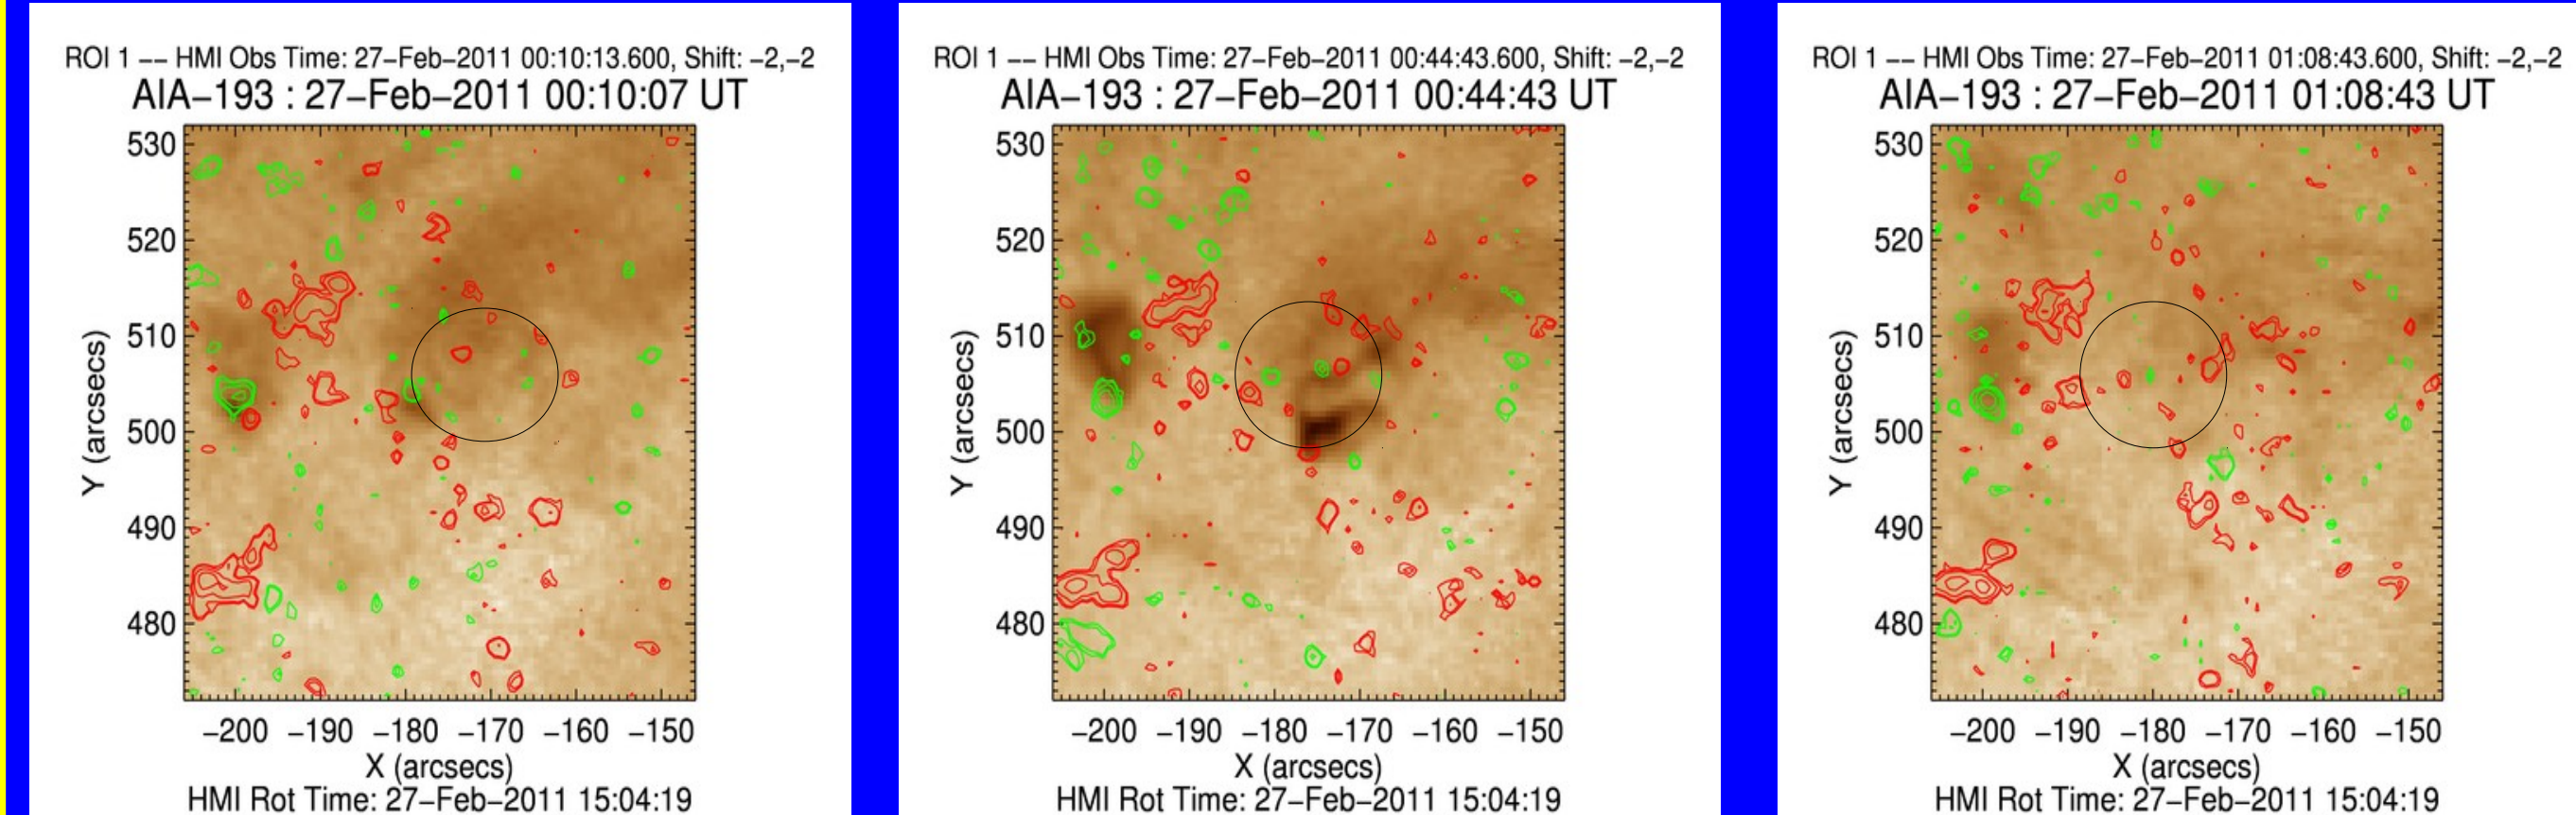 ROI 1 −− HMI Obs Time: 27−Feb−2011 00:10:13.600, Shift: −2,−2
AIA−193 : 27−Feb−2011 00:10:07 UT
530
520
510
500
490
480
Y (arcsecs)
−200 −190 −180 −170 −160 −150
X (arcsecs)
HMI Rot Time: 27−Feb−2011 15:04:19
ROI 1 −− HMI Obs Time: 27−Feb−2011 00:44:43.600, Shift: −2,−2
AIA−193 : 27−Feb−2011 00:44:43 UT
530
520
510
500
490
480
Y (arcsecs)
−200 −190 −180 −170 −160 −150
X (arcsecs)
HMI Rot Time: 27−Feb−2011 15:04:19
ROI 1 −− HMI Obs Time: 27−Feb−2011 01:08:43.600, Shift: −2,−2
AIA−193 : 27−Feb−2011 01:08:43 UT
530
520
510
500
490
480
Y (arcsecs)
−200 −190 −180 −170 −160 −150
X (arcsecs)
HMI Rot Time: 27−Feb−2011 15:04:19